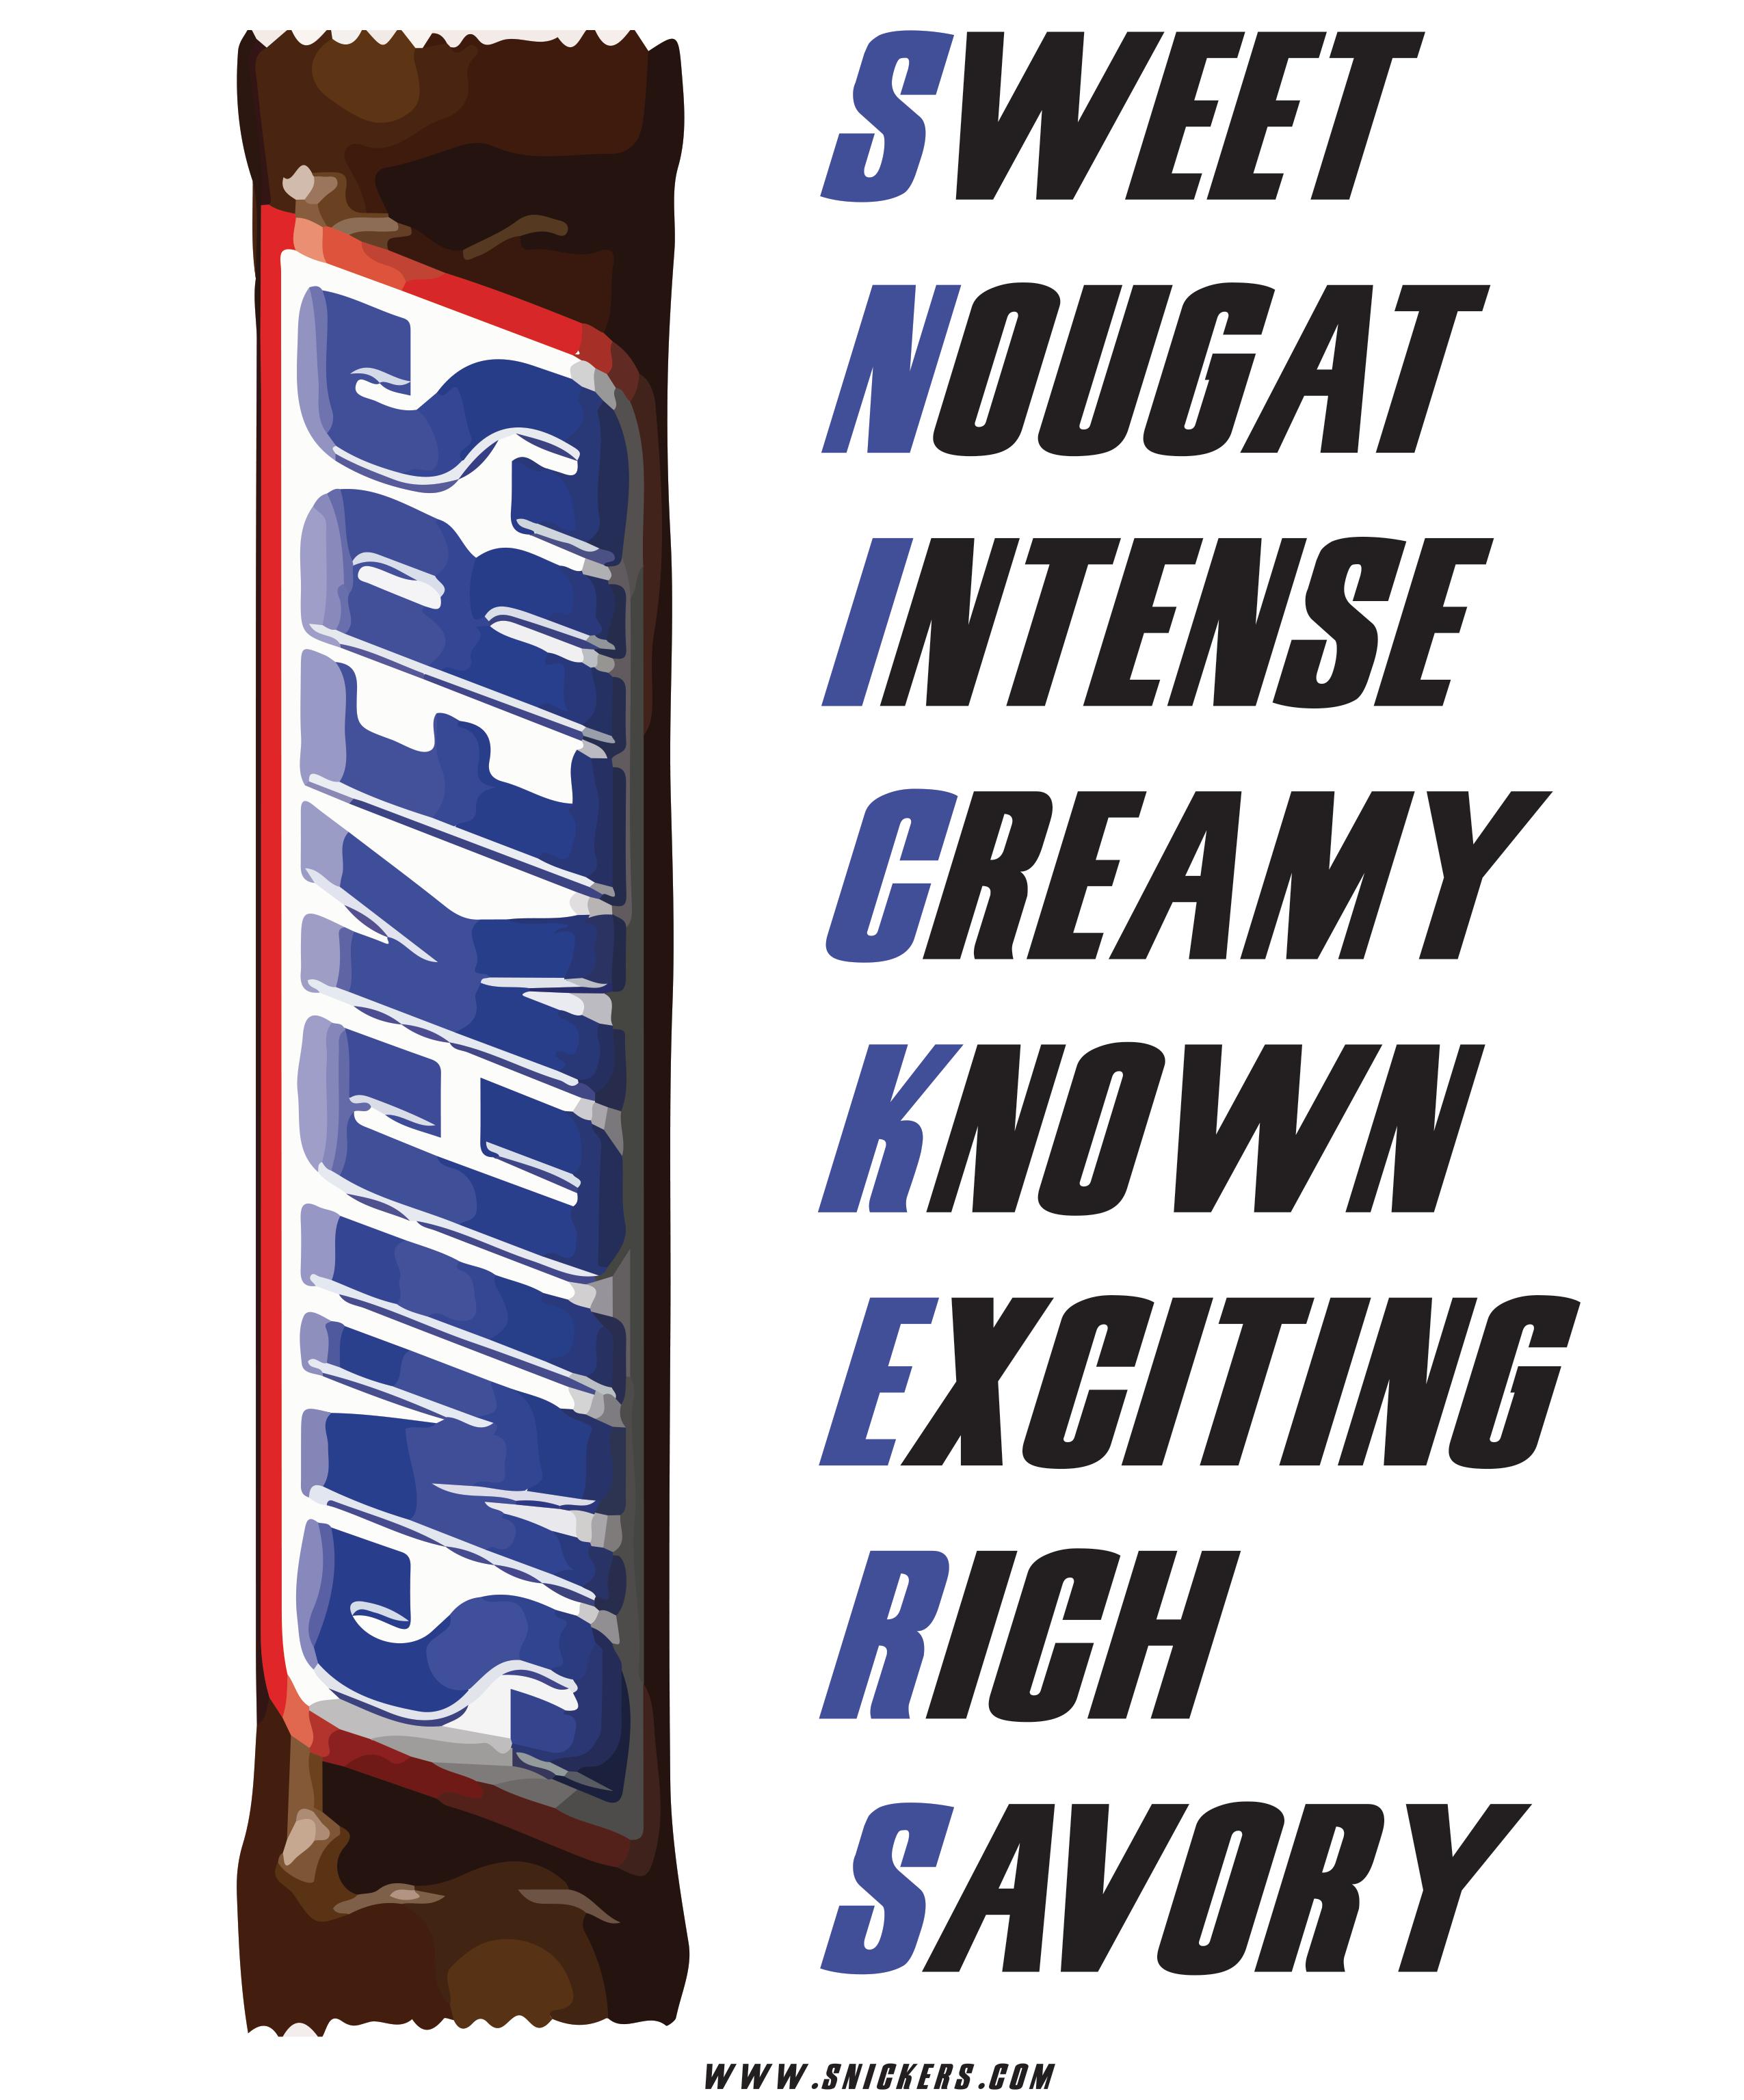 SNICKERS
SWEET
NOUGAT
INTENSE
CREAMY
KNOWN
EXCITING
RICH
SAVORY
WWW.SNICKERS.COM